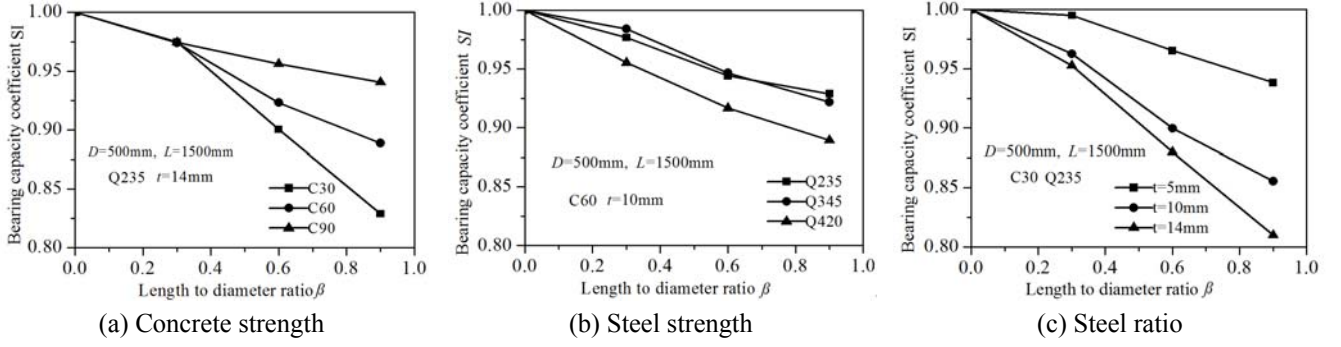 1.00
0.95
0.90
0.85
0.80
Bearing capacity coefficient SI
D=500mm, L=1500mm
Q235 t=14mm
C30
C60
C90
0.0 0.2 0.4 0.6 0.8 1.0
Length to diameter ratio β
(a) Concrete strength
1.00
0.95
0.90
0.85
0.80
Bearing capacity coefficient SI
D=500mm, L=1500mm
C60 t=10mm
Q235
Q345
Q420
0.0 0.2 0.4 0.6 0.8 1.0
Length to diameter ratio β
(b) Steel strength
1.00
0.95
0.90
0.85
0.80
Bearing capacity coefficient SI
D=500mm, L=1500mm
C30 Q235
t=5mm
t=10mm
t=14mm
0.0 0.2 0.4 0.6 0.8 1.0
Length to diameter ratio β
(c) Steel ratio